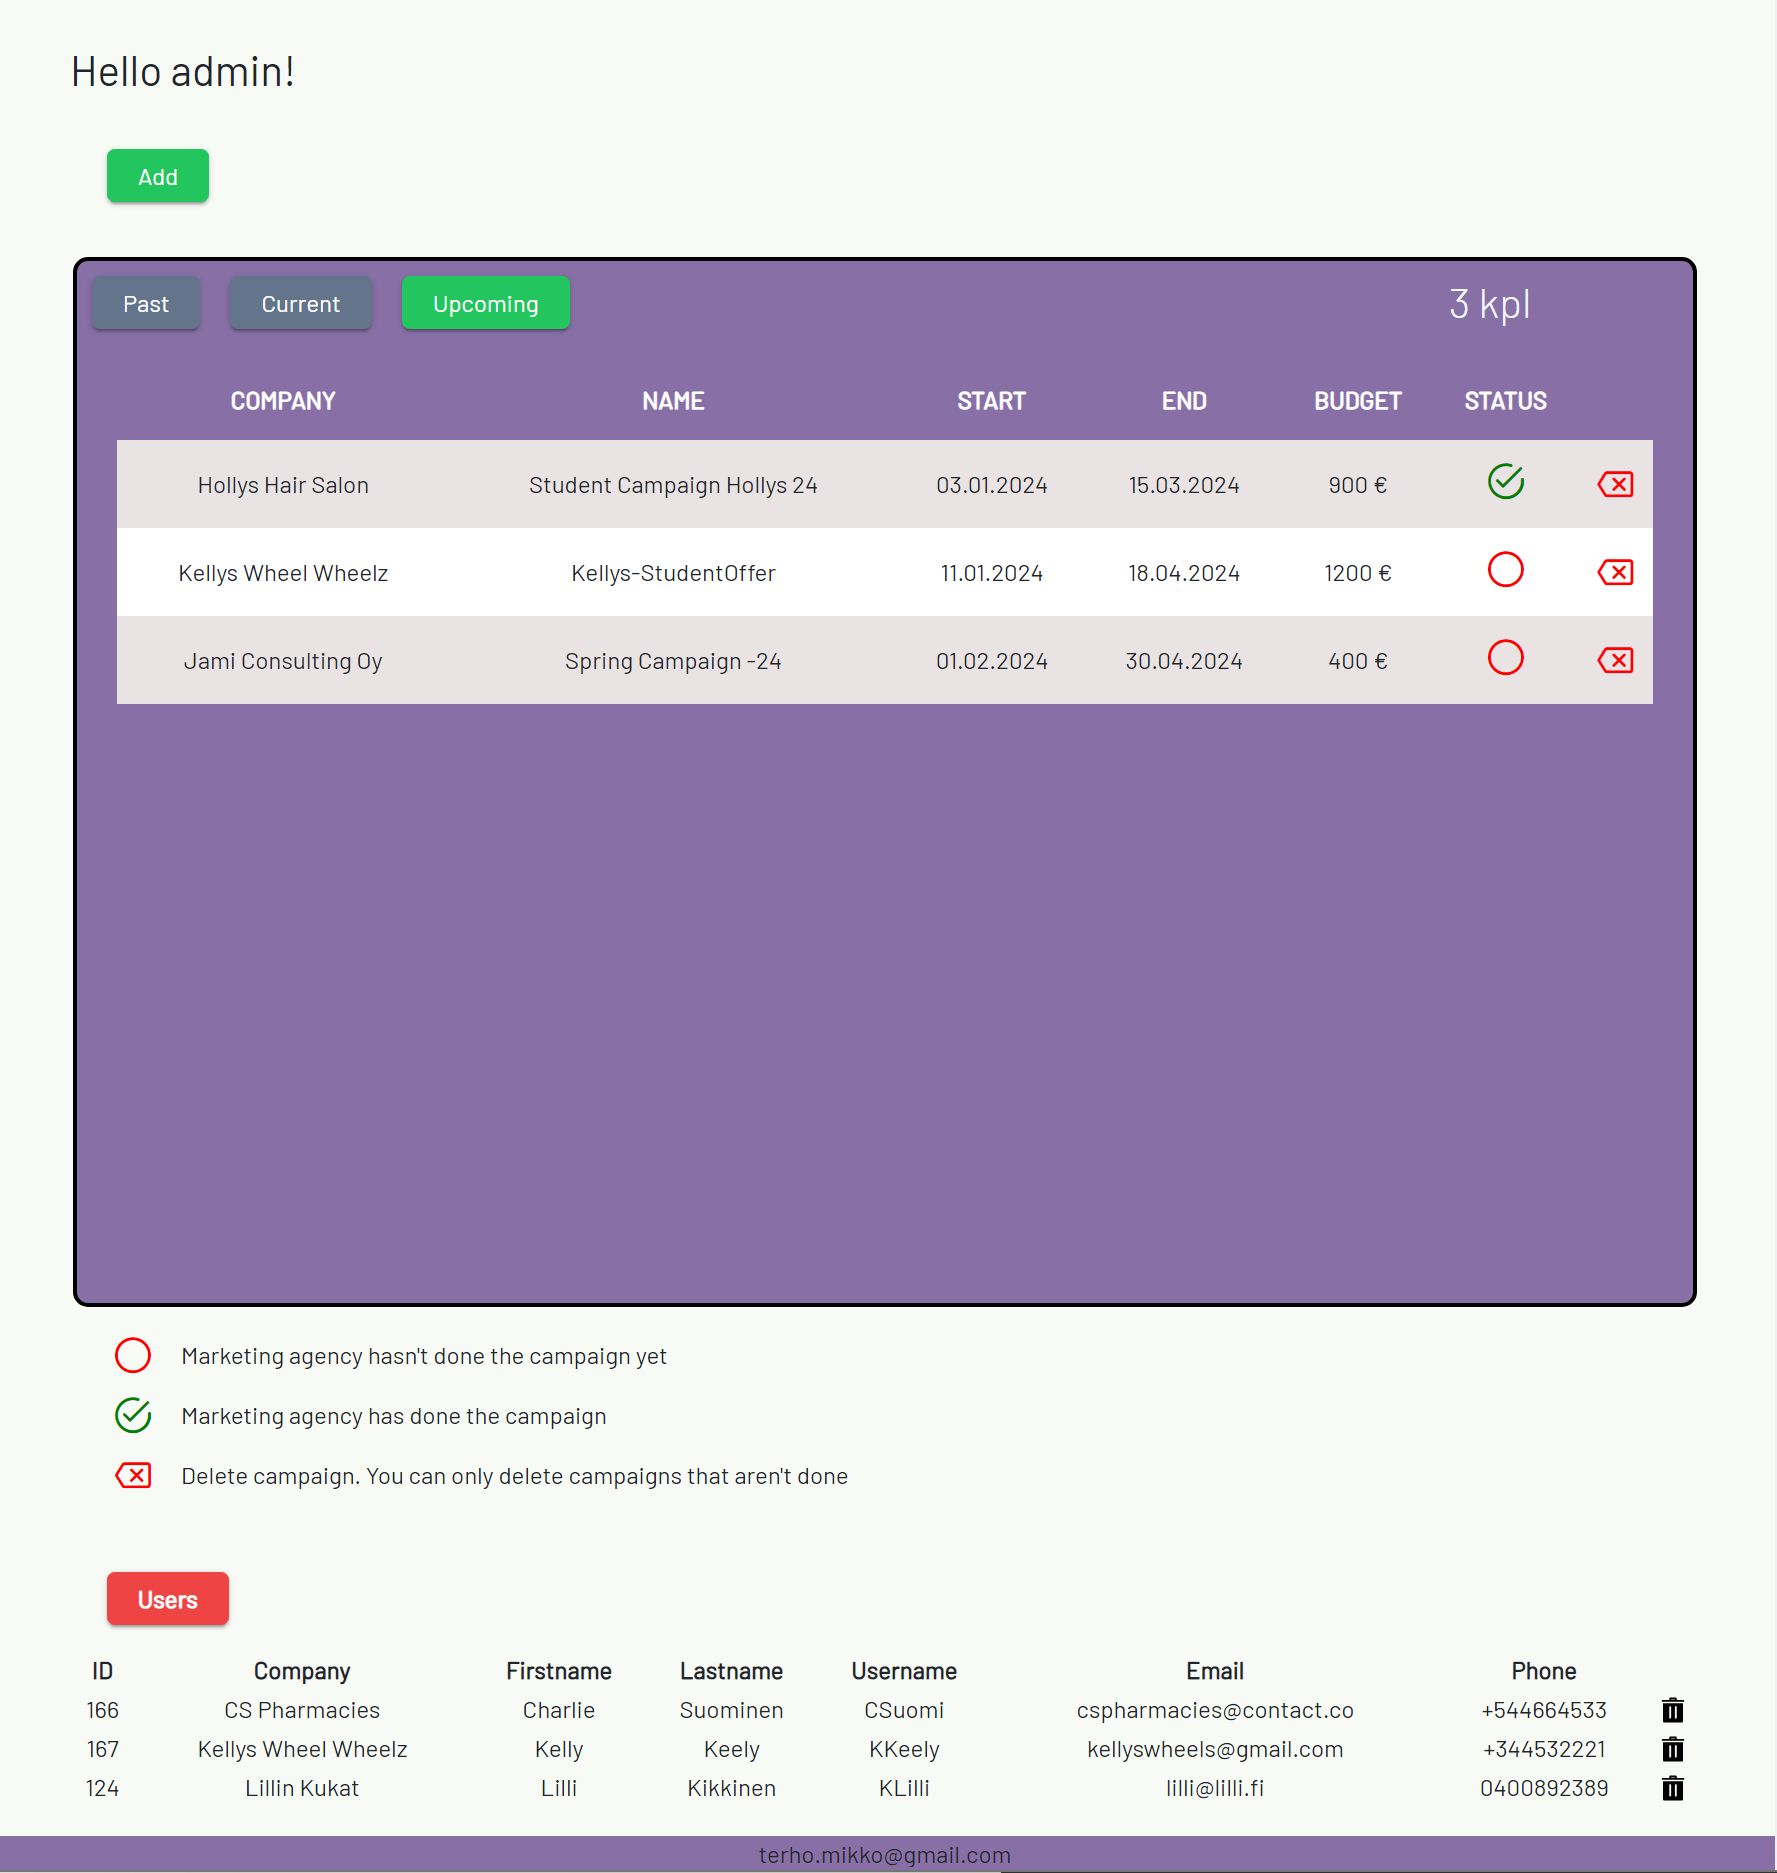 Hello admin!
Add
Past Current Upcoming 3 kpl
COMPANY NAME START END BUDGET STATUS
Hollys Hair Salon Student Campaign Hollys 24 03.01.2024 15.03.2024 900 €
Kellys Wheel Wheelz Kellys-StudentOffer 11.01.2024 18.04.2024 1200 €
Jami Consulting Oy Spring Campaign -24 01.02.2024 30.04.2024 400 €
Marketing agency hasn't done the campaign yet
Marketing agency has done the campaign
Delete campaign. You can only delete campaigns that aren't done
Users
ID Company Firstname Lastname Username Email Phone
166 CS Pharmacies Charlie Suominen CSuomi cspharmacies@contact.co +544664533
167 Kellys Wheel Wheelz Kelly Keely KKeely kellyswheels@gmail.com +344532221
124 Lillin Kukat Lilli Kikkinen KLilli lilli@lilli.fi 0400892389
terho.mikko@gmail.com